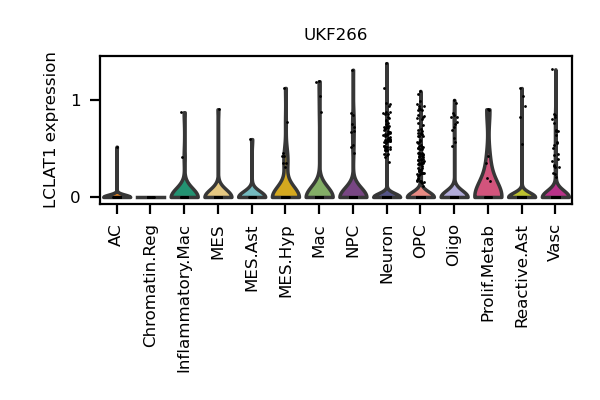 UKF266
LCLAT1 expression
1
0
AC
Chromatin.Reg
Inflammatory.Mac
MES
MES.Ast
MES.Hyp
Mac
NPC
Neuron
OPC
Oligo
Prolif.Metab
Reactive.Ast
Vasc